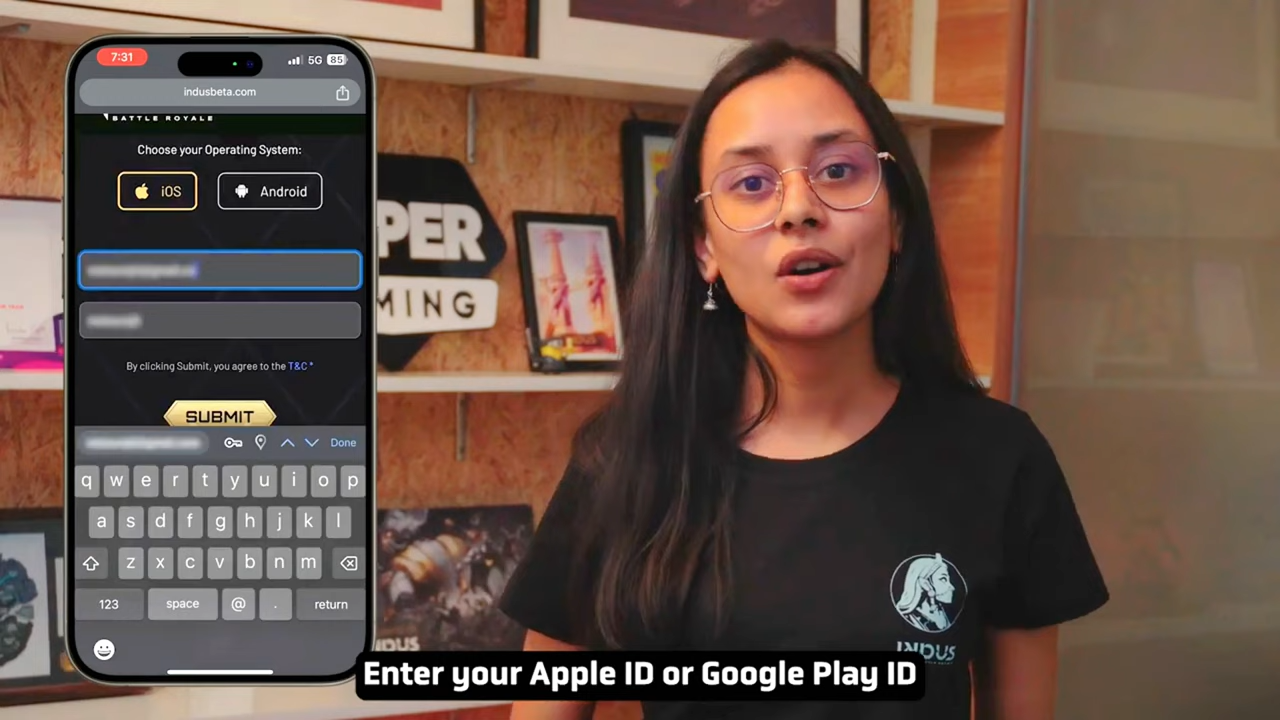 7:31
5G 85
indusbeta.com
BATTLE ROYALE
Choose your Operating System:
iOS
Android
By clicking Submit, you agree to the T&C*
SUBMIT
Done
q w e r t y u i o p
a s d f g h j k l
z x c v b n m
123 space @ . return
PER
MING
INDUS
INDUS
Enter your Apple ID or Google Play ID